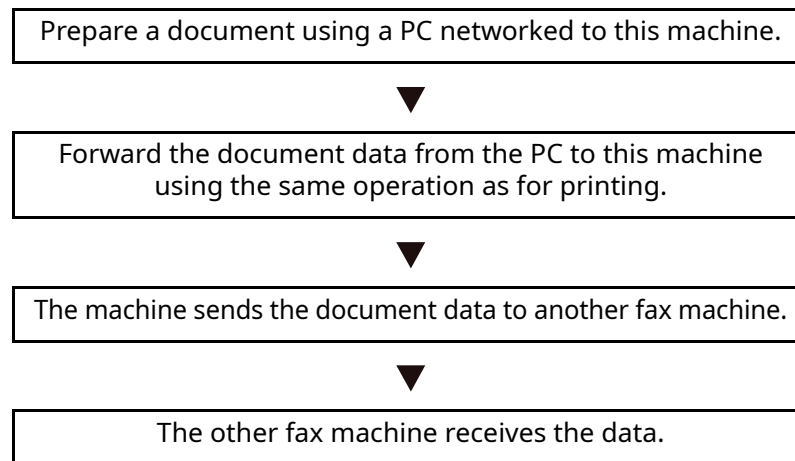 Prepare a document using a PC networked to this machine.
Forward the document data from the PC to this machine
using the same operation as for printing.
The machine sends the document data to another fax machine.
The other fax machine receives the data.